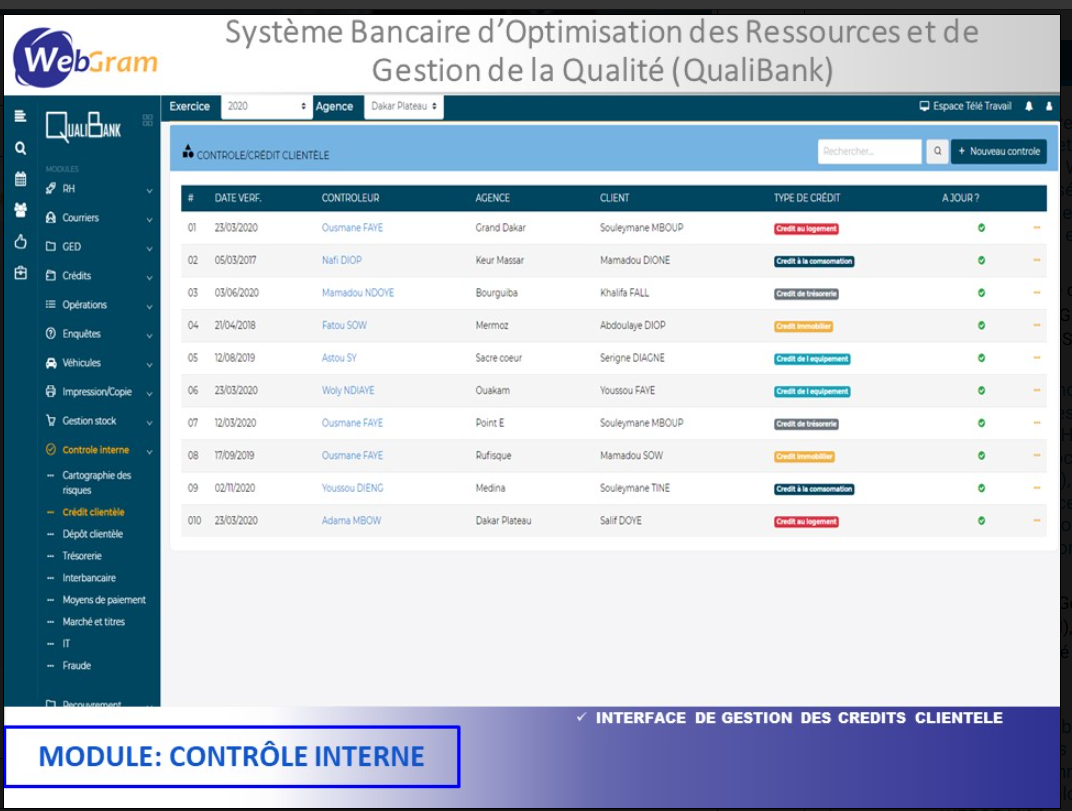 WebGram
Système Bancaire d'Optimisation des Ressources et de
Gestion de la Qualité (QualiBank)
QUALIBANK
Exercice 2020 Agence Dakar Plateau Espace Télé Travail
CONTROLE/CRÉDIT CLIENTÈLE Rechercher... + Nouveau controle
MODULES
RH
Courriers
GED
Crédits
Opérations
Enquêtes
Véhicules
Impression/Copie
Gestion stock
Controle interne
Cartographie des
risques
Crédit clientèle
Dépôt clientèle
Trésorerie
Interbancaire
Moyens de paiement
Marché et titres
IT
Fraude
Recouvrement
# DATE VERF. CONTROLEUR AGENCE CLIENT TYPE DE CRÉDIT A JOUR ?
01 23/03/2020 Ousmane FAYE Grand Dakar Souleymane MBOUP Credit au logement
02 05/03/2017 Nafi DIOP Keur Massar Mamadou DIONE Credit à la comsomation
03 03/06/2020 Mamadou NDOYE Bourguiba Khalifa FALL Credit de trésorerie
04 21/04/2018 Fatou SOW Mermoz Abdoulaye DIOP Credit immobilier
05 12/08/2019 Astou SY Sacre coeur Serigne DIAGNE Credit de l equipement
06 23/03/2020 Woly NDIAYE Ouakam Youssou FAYE Credit de l equipement
07 12/03/2020 Ousmane FAYE Point E Souleymane MBOUP Credit de trésorerie
08 17/09/2019 Ousmane FAYE Rufisque Mamadou SOW Credit immobilier
09 02/11/2020 Youssou DIENG Medina Souleymane TINE Credit à la comsomation
010 23/03/2020 Adama MBOW Dakar Plateau Salif DOYE Credit au logement
✓ INTERFACE DE GESTION DES CREDITS CLIENTELE
MODULE: CONTRÔLE INTERNE